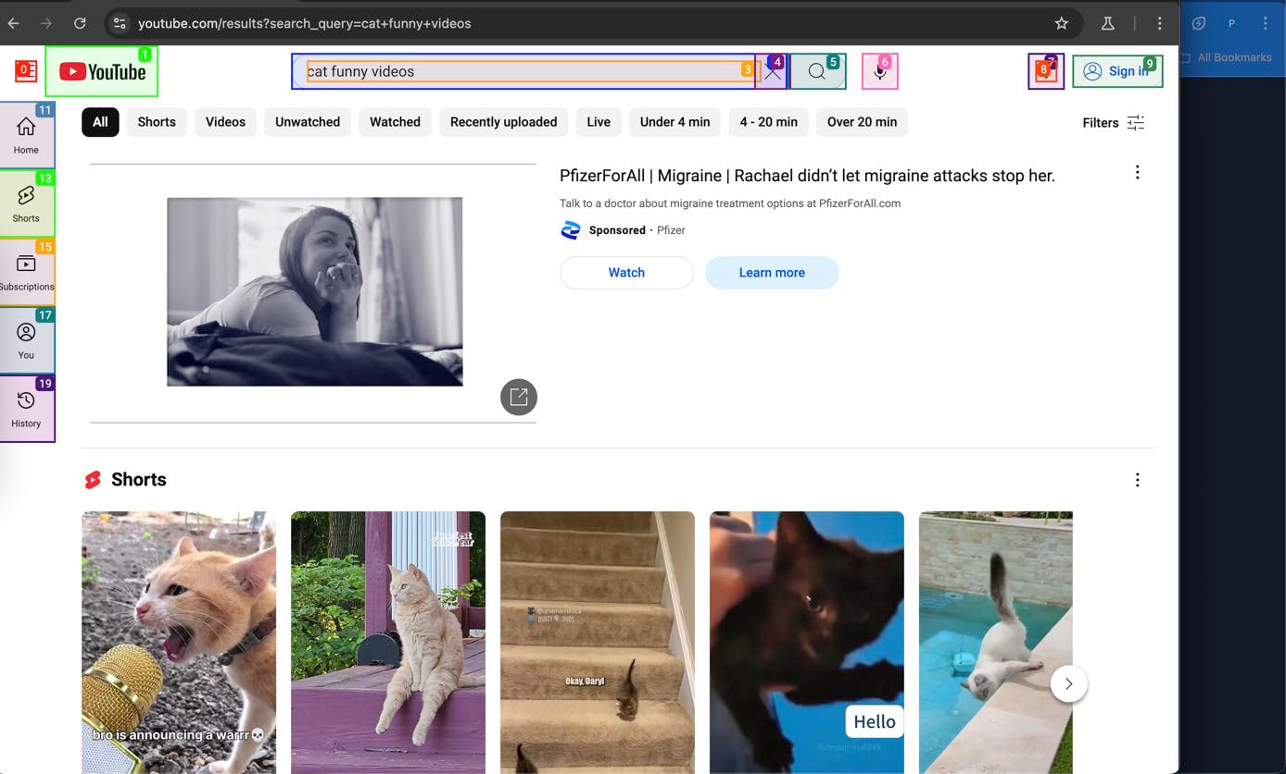 youtube.com/results?search_query=cat+funny+videos
P
All Bookmarks
0
1
YouTube
cat funny videos
3
4
5
6
8
9
Sign in
11
Home
13
Shorts
15
Subscriptions
17
You
19
History
All
Shorts
Videos
Unwatched
Watched
Recently uploaded
Live
Under 4 min
4 - 20 min
Over 20 min
Filters
PfizerForAll | Migraine | Rachael didn’t let migraine attacks stop her.
Talk to a doctor about migraine treatment options at PfizerForAll.com
Sponsored · Pfizer
Watch
Learn more
Shorts
bro is announcing a warrr💀
Okay, Daryl
Hello